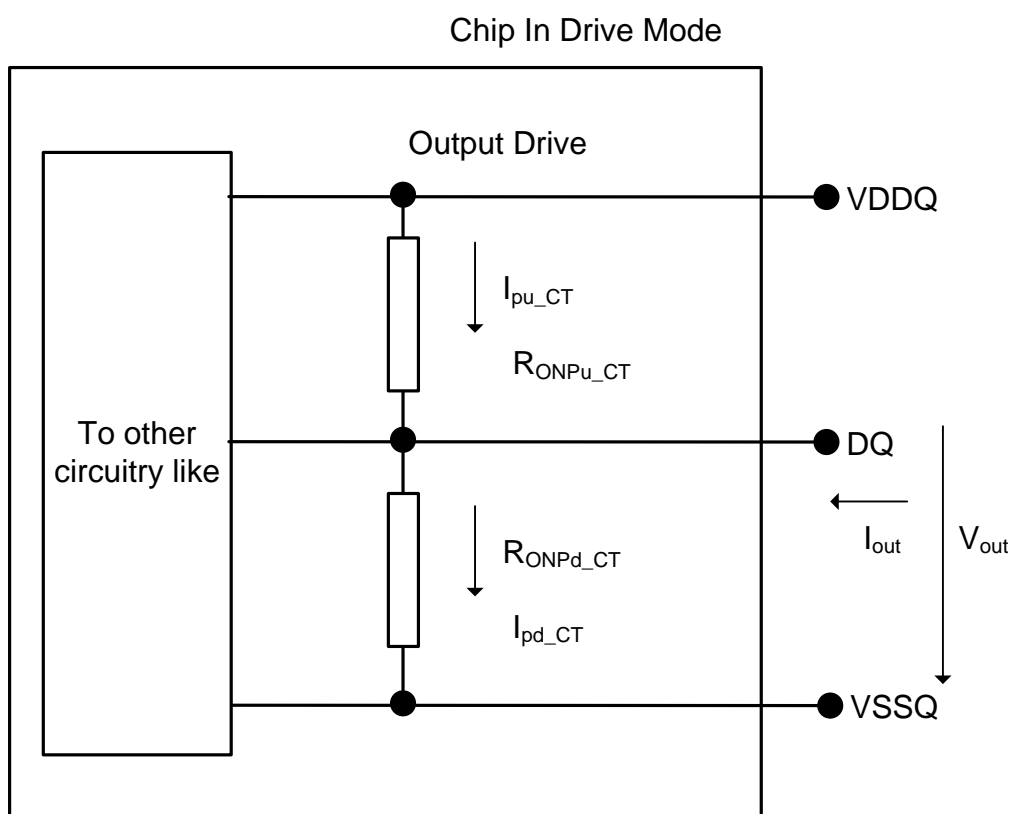 Chip In Drive Mode
Output Drive
VDDQ
Ipu_CT
RONPu_CT
To other
circuitry like
DQ
Iout
Vout
RONPd_CT
Ipd_CT
VSSQ